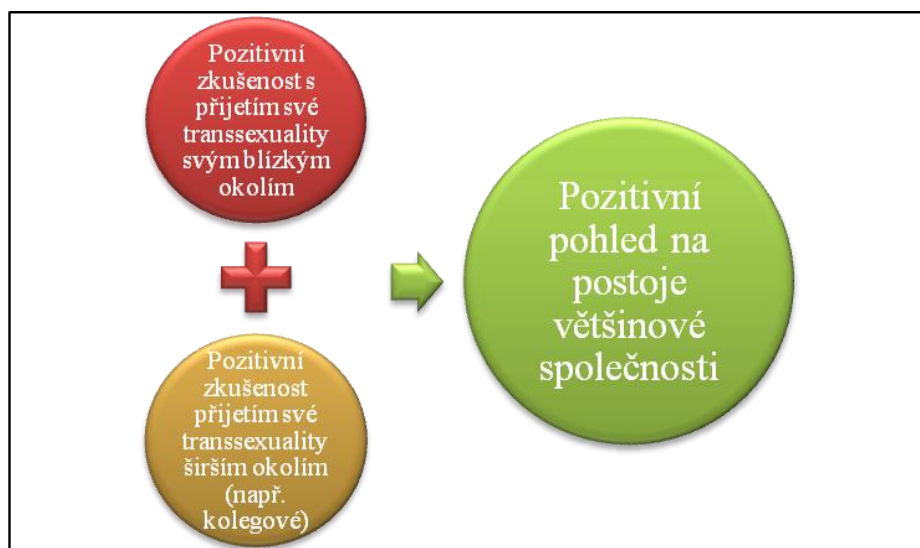 Pozitivní
zkušenost s
přijetím své
transsexuality
svým blízkým
okolím
Pozitivní
zkušenost
přijetím své
transsexuality
širším okolím
(např.
kolegové)
Pozitivní
pohled na
postoje
většinové
společnosti